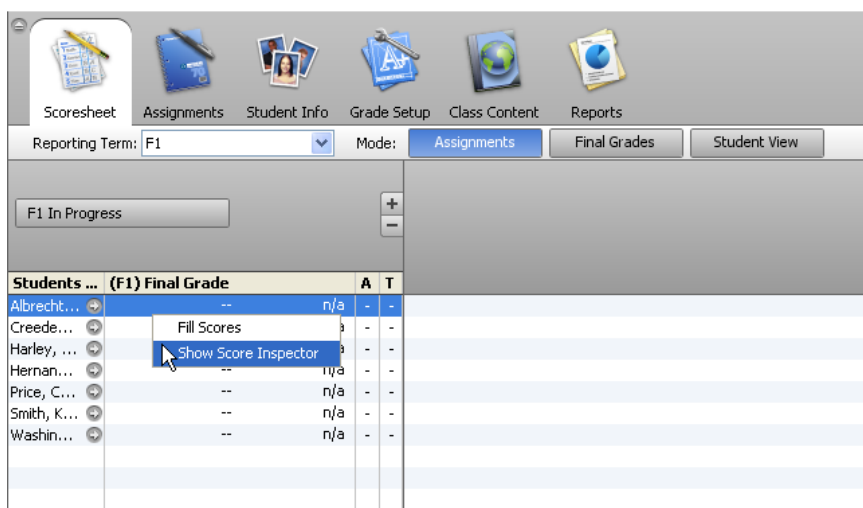 Scoresheet Assignments Student Info Grade Setup Class Content Reports
Reporting Term: F1 Mode: Assignments Final Grades Student View
F1 In Progress
+
−
Students ... (F1) Final Grade A T
Albrecht... -- n/a - -
Creede... - -
Fill Scores
Harley, ... - -
Show Score Inspector
Hernan... -- n/a - -
Price, C... -- n/a - -
Smith, K... -- n/a - -
Washin... -- n/a - -